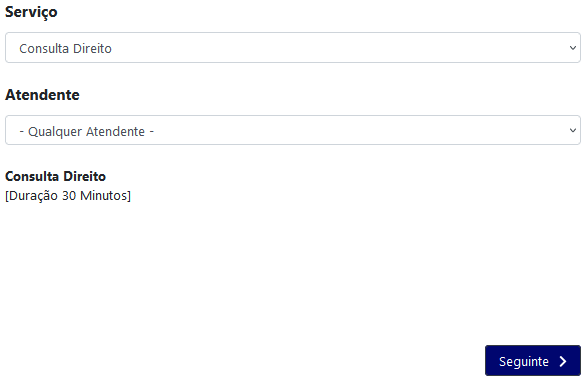 Serviço
Consulta Direito
Atendente
- Qualquer Atendente -
Consulta Direito
[Duração 30 Minutos]
Seguinte